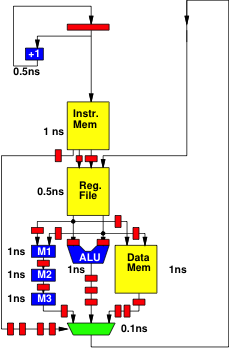 +1
0.5ns
Instr.
Mem
1 ns
0.5ns
Reg.
File
1ns
M1
ALU
Data
Mem
1ns
1ns
M2
1ns
1ns
M3
0.1ns